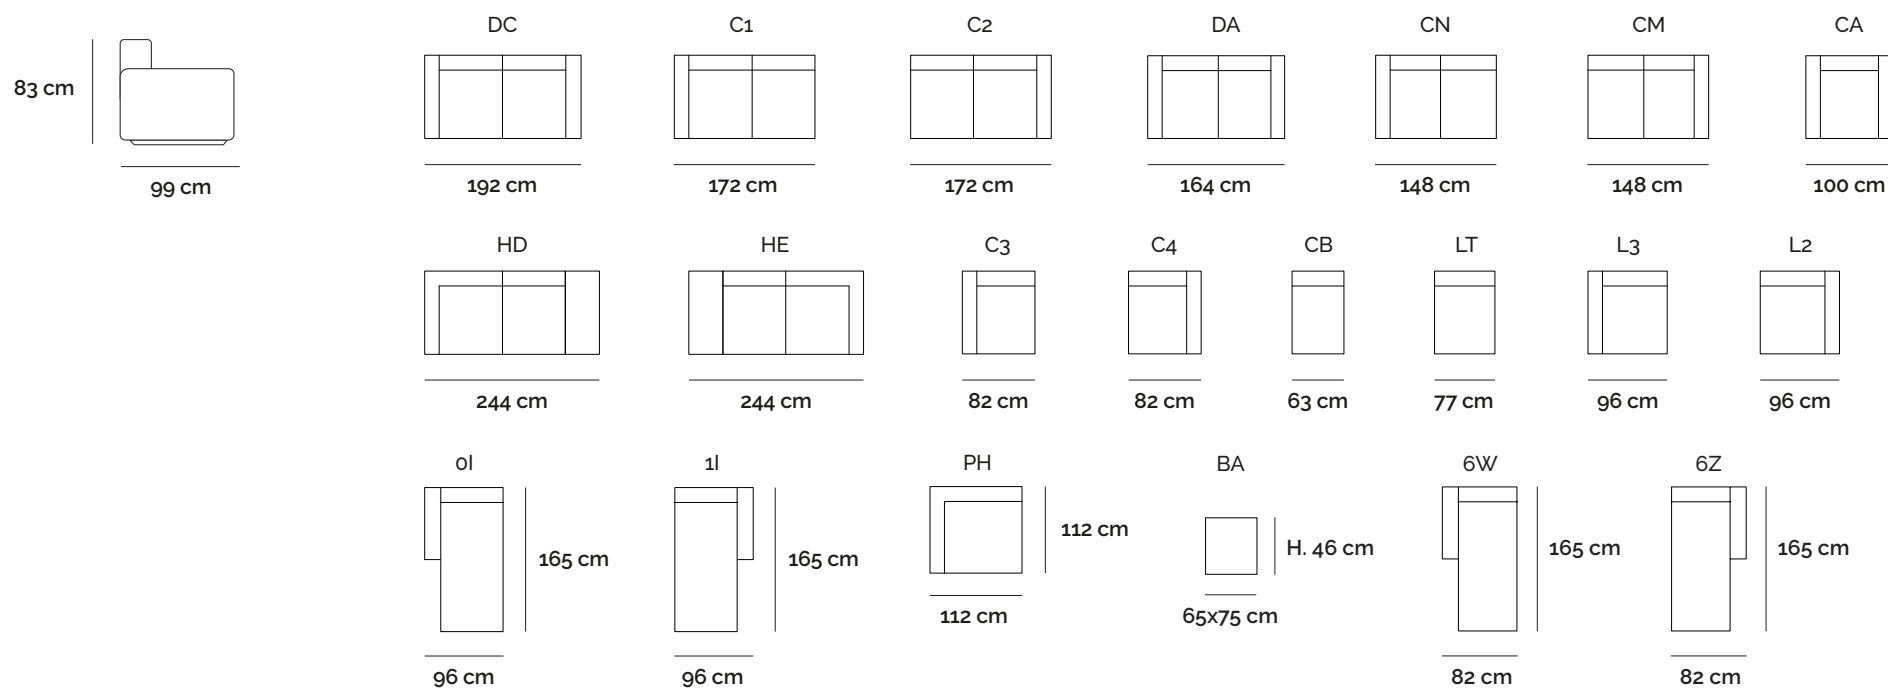 DC C1 C2 DA CN CM CA
83 cm
99 cm 192 cm 172 cm 172 cm 164 cm 148 cm 148 cm 100 cm
HD HE C3 C4 CB LT L3 L2
244 cm 244 cm 82 cm 82 cm 63 cm 77 cm 96 cm 96 cm
0I 1I PH BA 6W 6Z
112 cm
165 cm 165 cm H. 46 cm 165 cm 165 cm
112 cm 65x75 cm
96 cm 96 cm 82 cm 82 cm